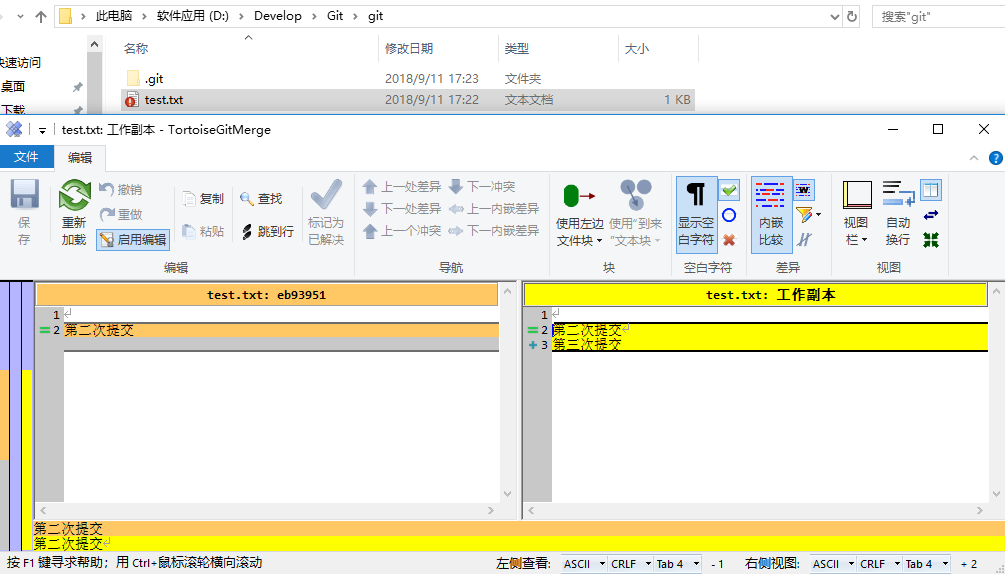 此电脑 › 软件应用 (D:) › Develop › Git › git
搜索"git"
名称 修改日期 类型 大小
快速访问
桌面
下载
.git 2018/9/11 17:23 文件夹
test.txt 2018/9/11 17:22 文本文档 1 KB
test.txt: 工作副本 - TortoiseGitMerge
文件 编辑
保存
重新加载
撤销
重做
启用编辑
复制
粘贴
查找
跳到行
标记为已解决
编辑
上一处差异
下一处差异
上一个冲突
下一冲突
上一内嵌差异
下一内嵌差异
导航
使用左边文件块
使用“到来”文本块
块
显示空白字符
空白字符
内嵌比较
差异
视图栏
自动换行
视图
test.txt: eb93951
1
2 第二次提交
test.txt: 工作副本
1
2 第二次提交
3 第三次提交
第二次提交
第二次提交
按 F1 键寻求帮助；用 Ctrl+鼠标滚轮横向滚动
左侧查看: ASCII CRLF Tab 4 - 1
右侧视图: ASCII CRLF Tab 4 + 2